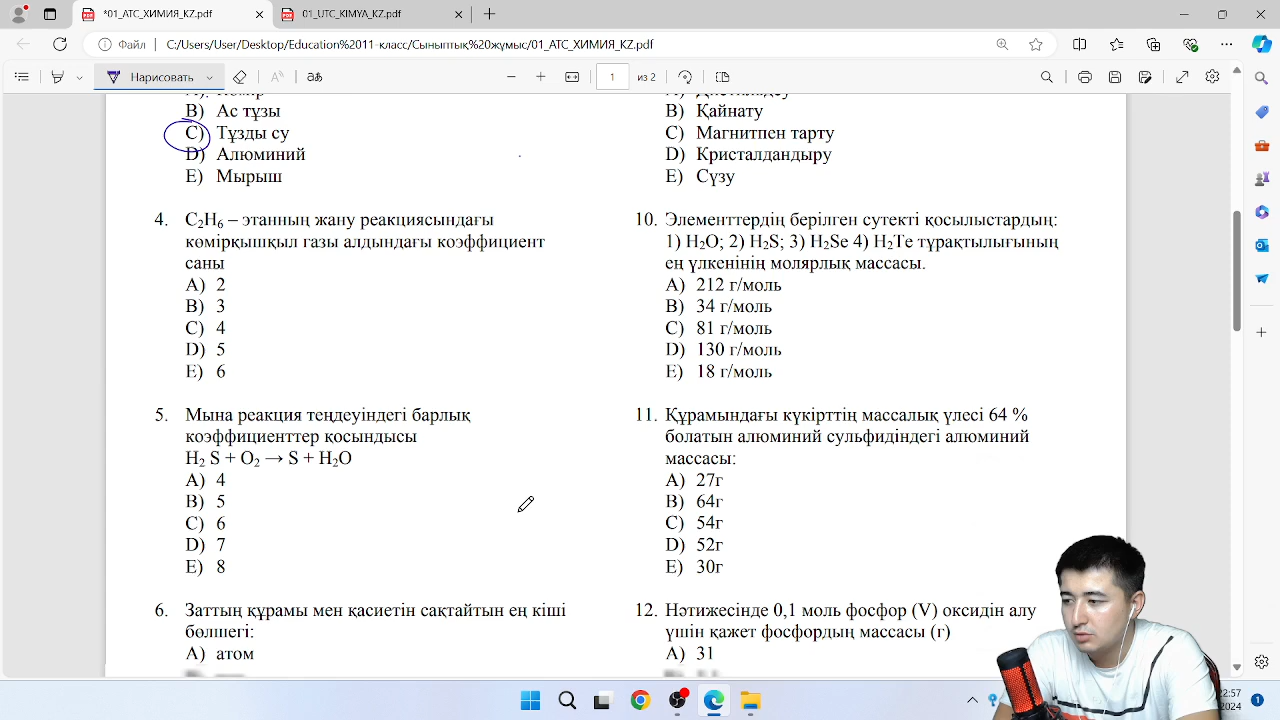 *01_ATC_ХИМИЯ_KZ.pdf
01_UTC_KIMYA_KZ.pdf
Файл
C:/Users/User/Desktop/Education%2011-класс/Сыныптық%20жұмыс/01_ATC_ХИМИЯ_KZ.pdf
Нарисовать
1
из 2
B) Ас тұзы
C) Тұзды су
D) Алюминий
E) Мырыш
4. C₂H₆ – этанның жану реакциясындағы
көмірқышқыл газы алдындағы коэффициент
саны
A) 2
B) 3
C) 4
D) 5
E) 6
5. Мына реакция теңдеуіндегі барлық
коэффициенттер қосындысы
H₂ S + O₂ → S + H₂O
A) 4
B) 5
C) 6
D) 7
E) 8
6. Заттың құрамы мен қасиетін сақтайтын ең кіші
бөлшегі:
A) атом
B) Қайнату
C) Магнитпен тарту
D) Кристалдандыру
E) Сүзу
10. Элементтердің берілген сутекті қосылыстардың:
1) H₂O; 2) H₂S; 3) H₂Se 4) H₂Te тұрақтылығының
ең үлкенінің молярлық массасы.
A) 212 г/моль
B) 34 г/моль
C) 81 г/моль
D) 130 г/моль
E) 18 г/моль
11. Құрамындағы күкірттің массалық үлесі 64 %
болатын алюминий сульфидіндегі алюминий
массасы:
A) 27г
B) 64г
C) 54г
D) 52г
E) 30г
12. Нәтижесінде 0,1 моль фосфор (V) оксидін алу
үшін қажет фосфордың массасы (г)
A) 31
22:57
2024